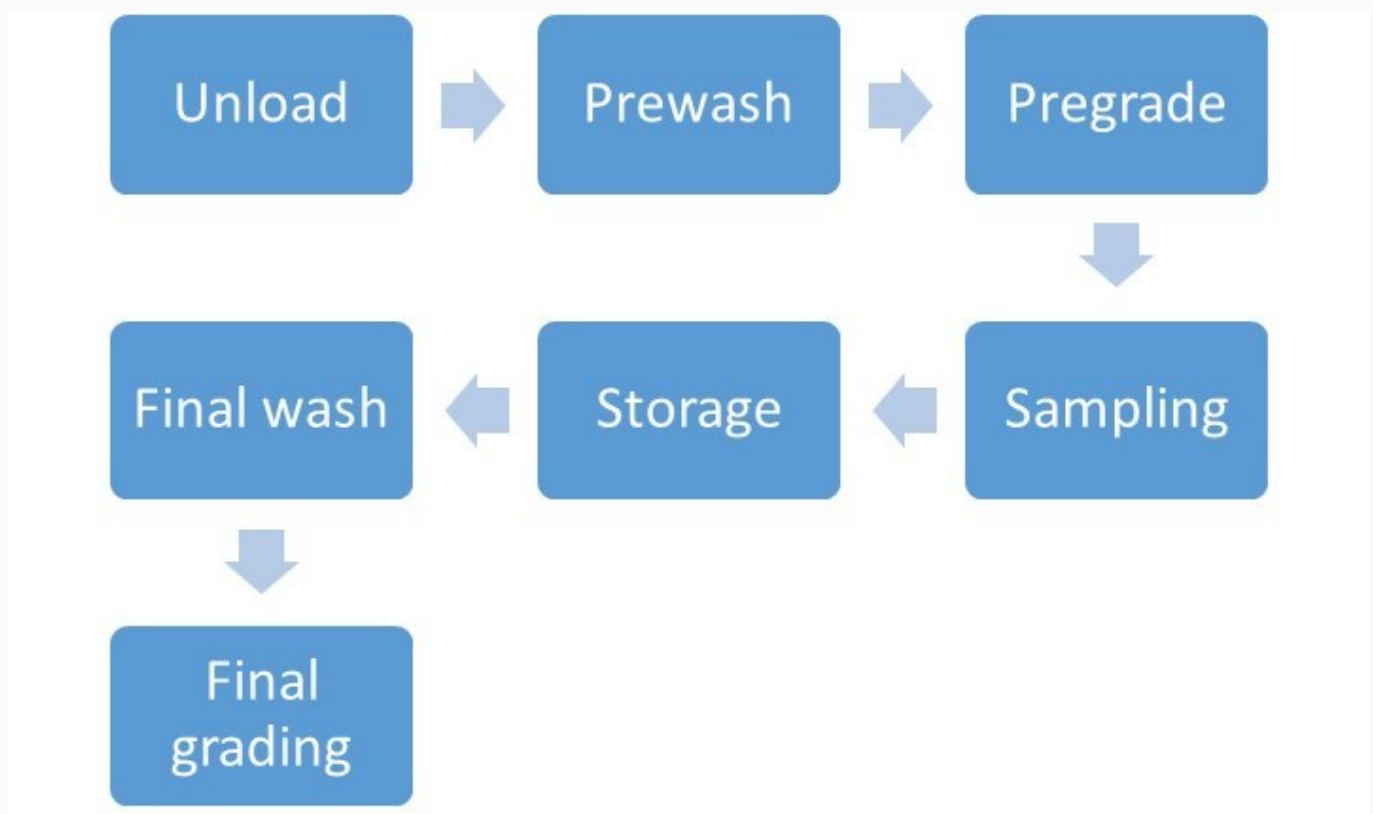 Unload
Prewash
Pregrade
Sampling
Storage
Final wash
Final
grading